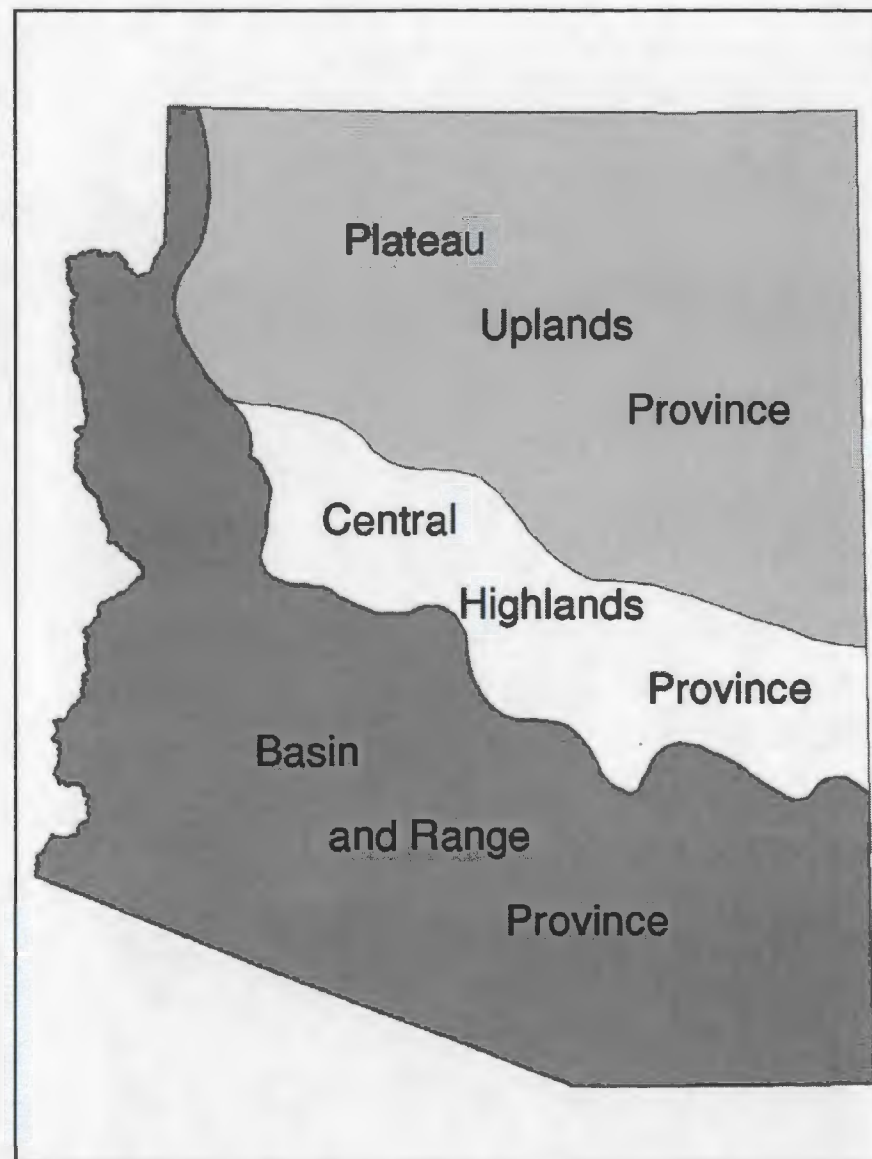 Plateau
Uplands
Province
Central
Highlands
Province
Basin
and Range
Province